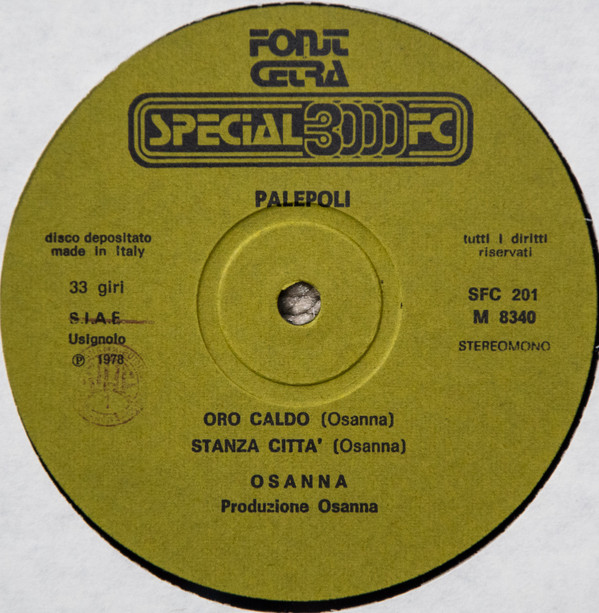 FONIT
CETRA
SPECIAL 3000 FC
PALEPOLI
disco depositato
made in Italy
tutti i diritti
riservati
33 giri
SFC 201
S I A E
M 8340
Usignolo
STEREOMONO
℗ 1978
ORO CALDO (Osanna)
STANZA CITTA' (Osanna)
OSANNA
Produzione Osanna